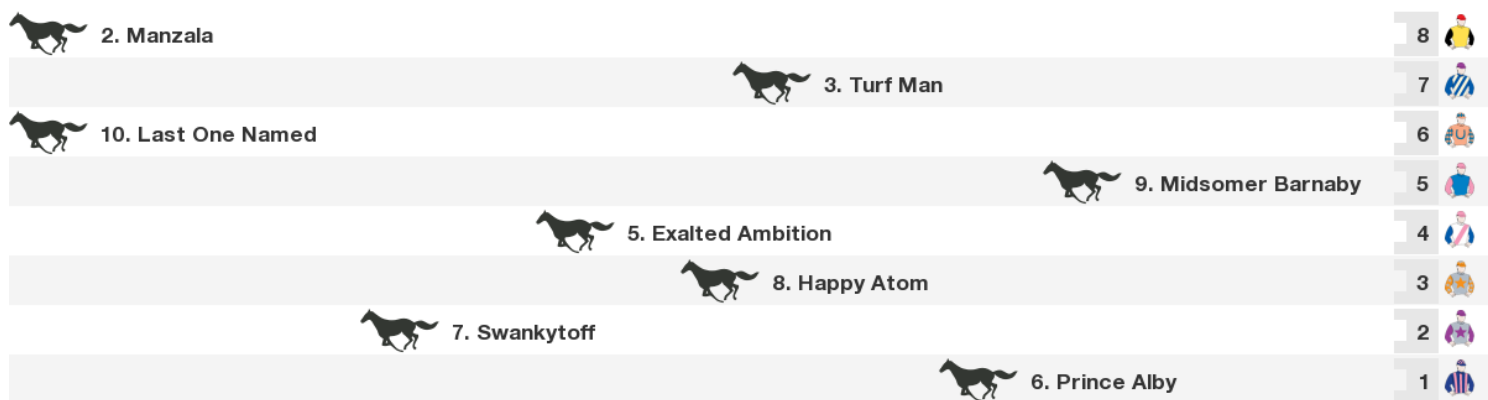 2. Manzala 8
3. Turf Man 7
10. Last One Named 6
9. Midsomer Barnaby 5
5. Exalted Ambition 4
8. Happy Atom 3
7. Swankytoff 2
6. Prince Alby 1